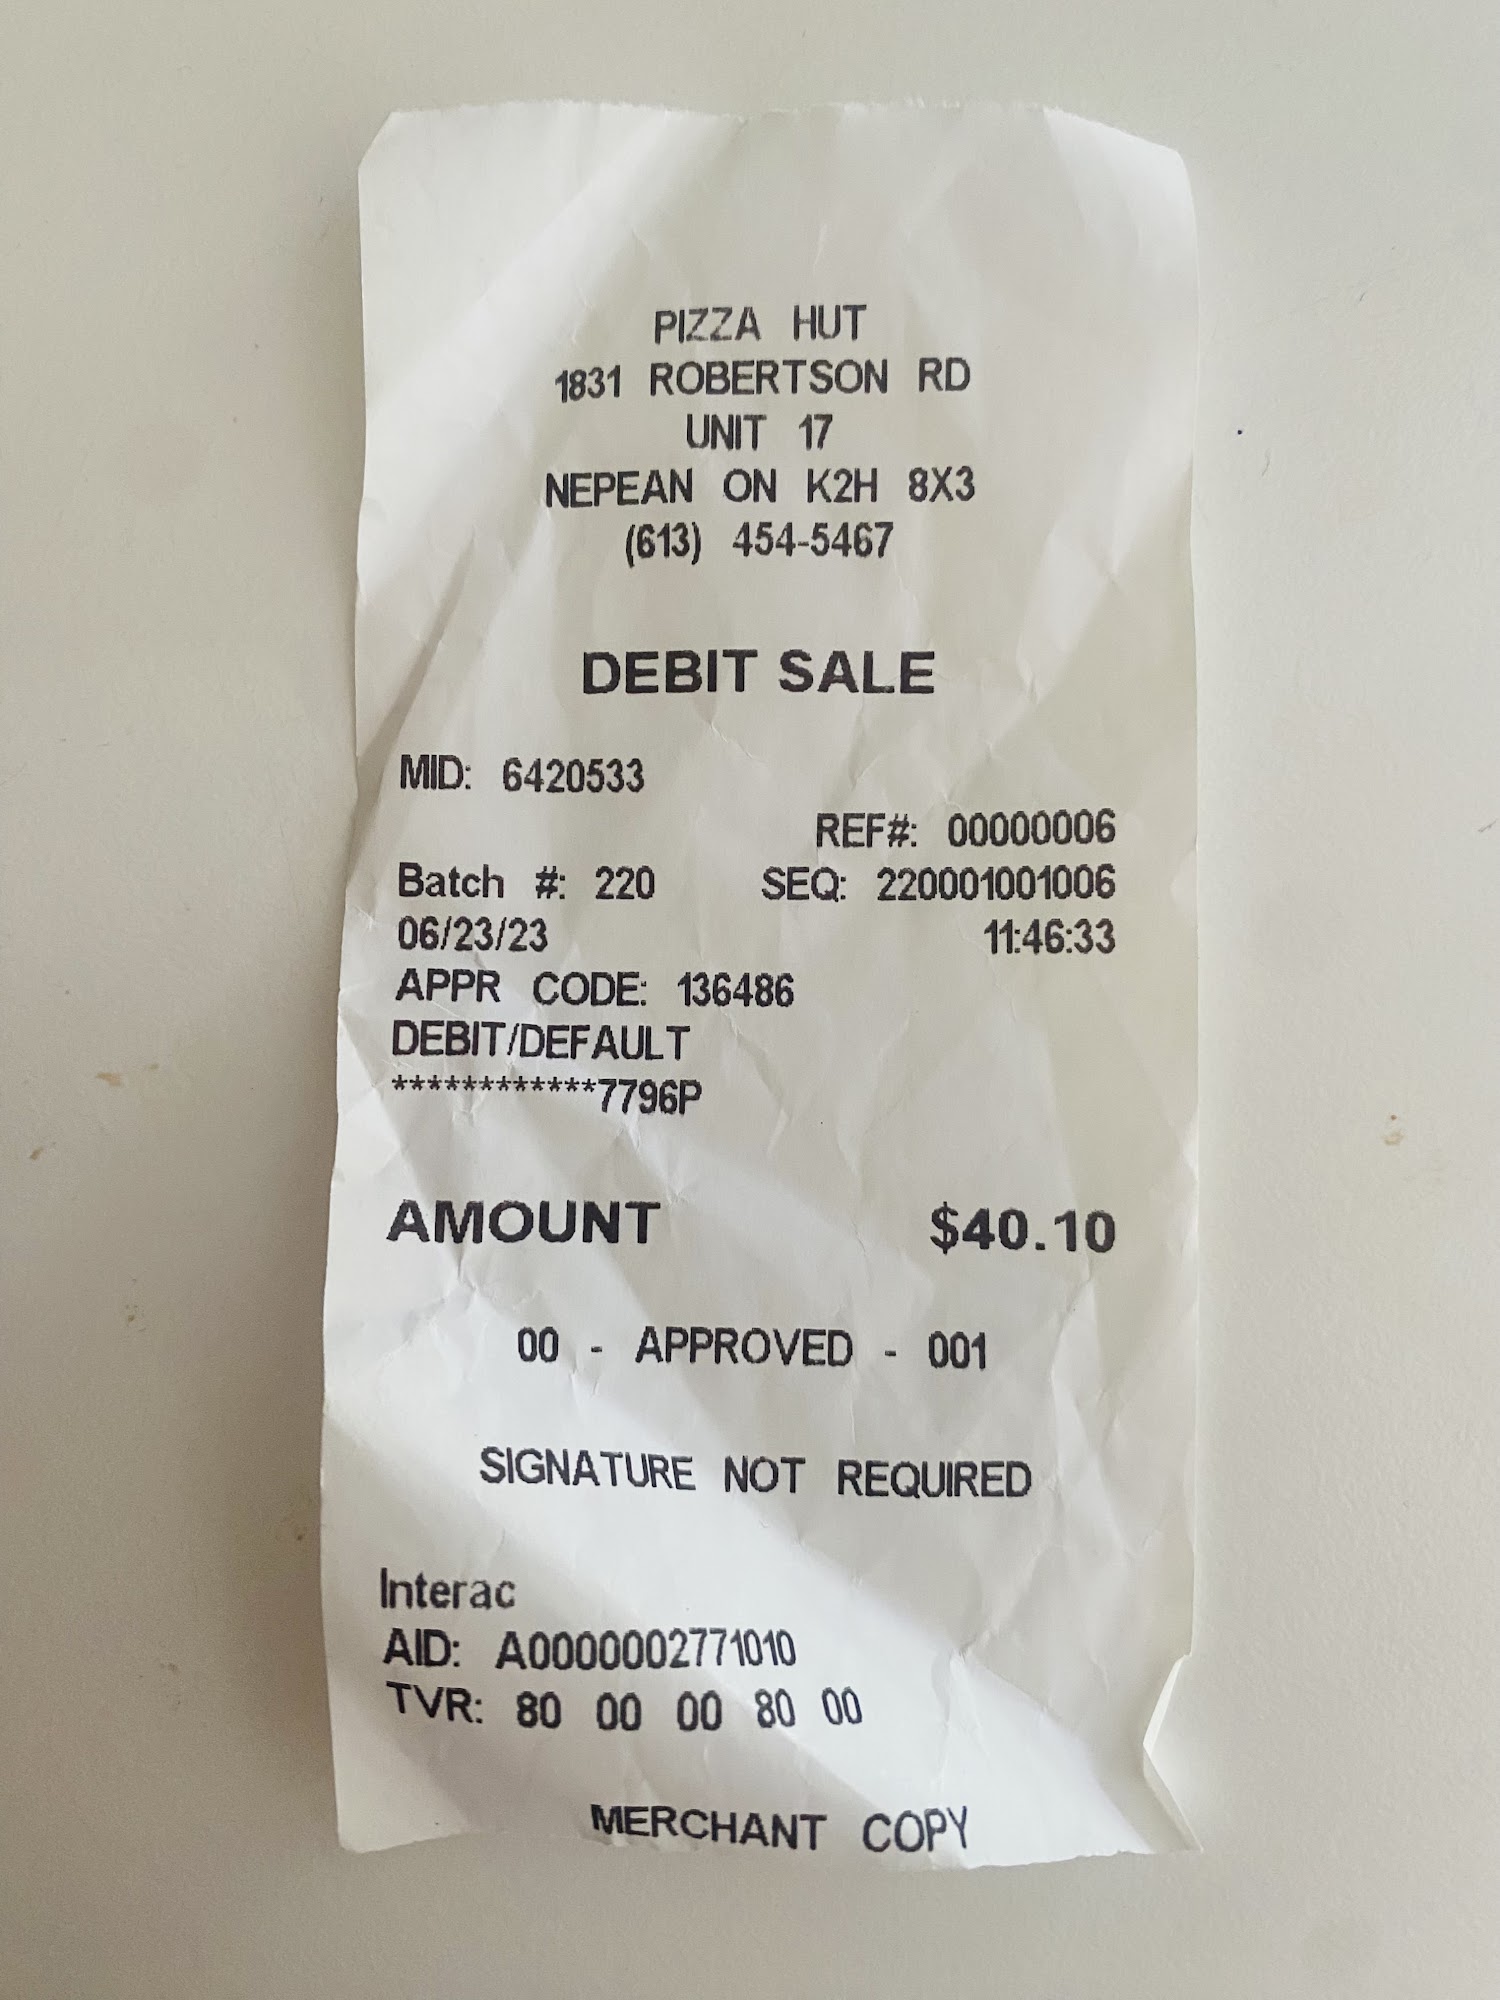 PIZZA HUT
1831 ROBERTSON RD
UNIT 17
NEPEAN ON K2H 8X3
(613) 454-5467
DEBIT SALE
MID: 6420533
REF#: 00000006
Batch #: 220 SEQ: 220001001006
06/23/23 11:46:33
APPR CODE: 136486
DEBIT/DEFAULT
************7796P
AMOUNT $40.10
00 - APPROVED - 001
SIGNATURE NOT REQUIRED
Interac
AID: A0000002771010
TVR: 80 00 00 80 00
MERCHANT COPY